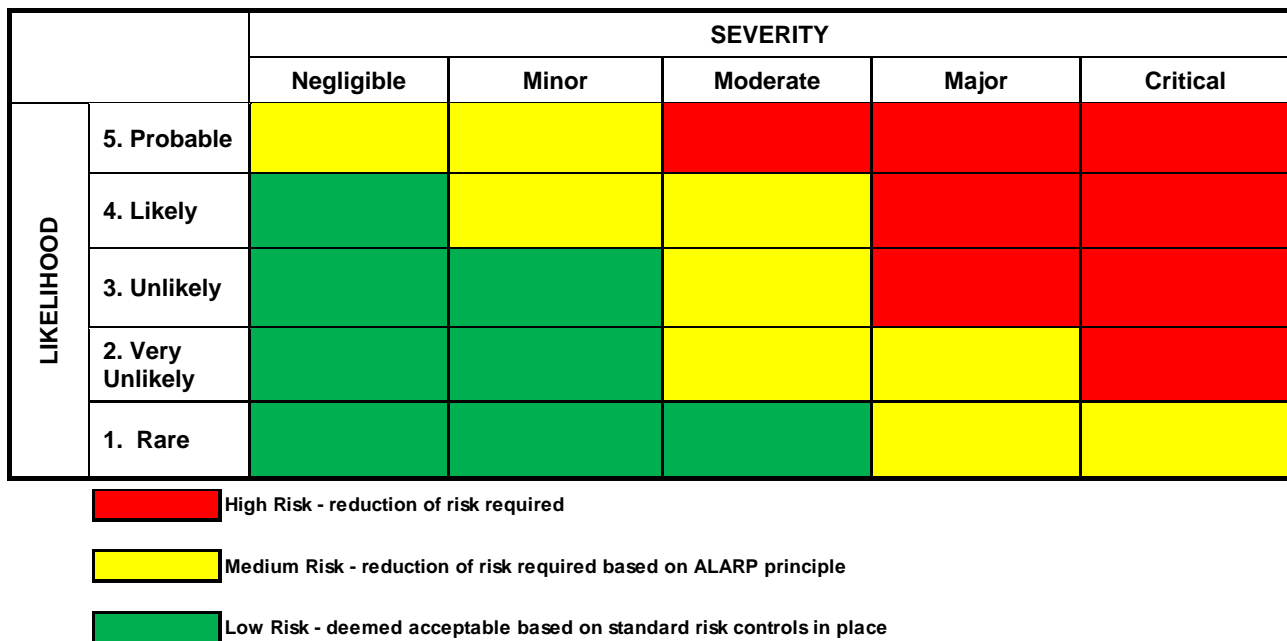 SEVERITY
Negligible Minor Moderate Major Critical
LIKELIHOOD
5. Probable
4. Likely
3. Unlikely
2. Very
Unlikely
1. Rare
High Risk - reduction of risk required
Medium Risk - reduction of risk required based on ALARP principle
Low Risk - deemed acceptable based on standard risk controls in place